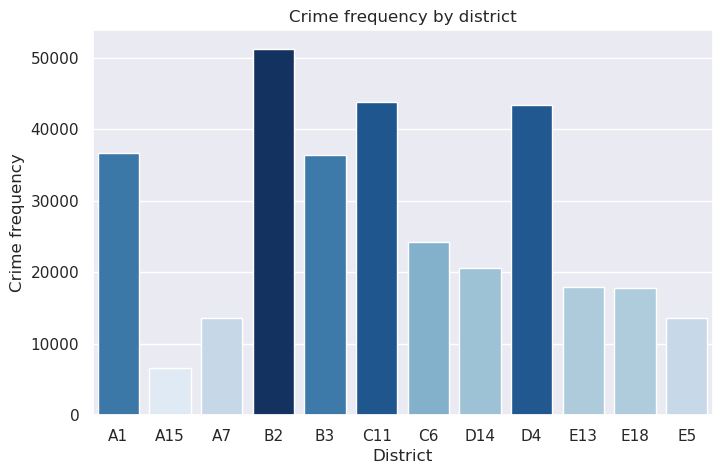 Crime frequency by district
Crime frequency
50000
40000
30000
20000
10000
0
A1 A15 A7 B2 B3 C11 C6 D14 D4 E13 E18 E5
District